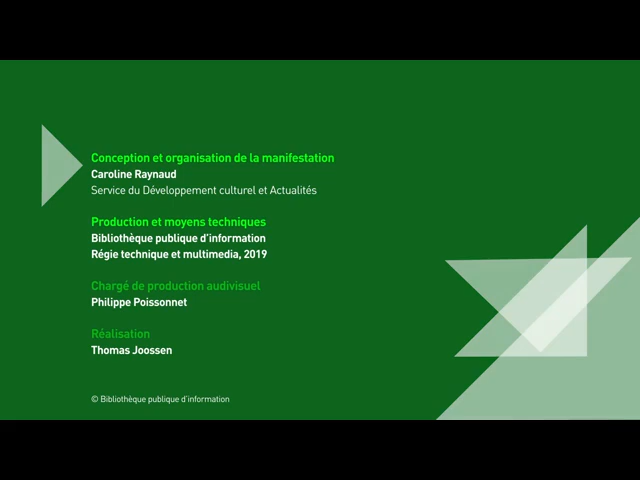 Conception et organisation de la manifestation
Caroline Raynaud
Service du Développement culturel et Actualités
Production et moyens techniques
Bibliothèque publique d'information
Régie technique et multimedia, 2019
Chargé de production audivisuel
Philippe Poissonnet
Réalisation
Thomas Joossen
© Bibliothèque publique d'information